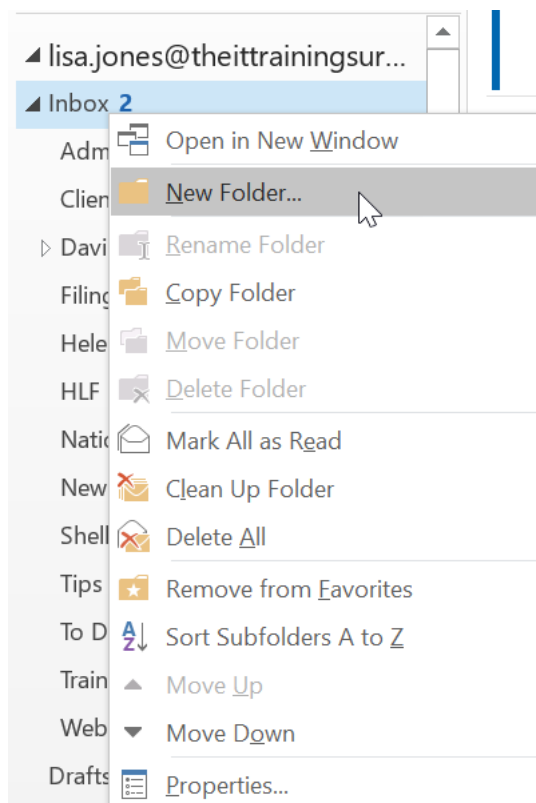 lisa.jones@theittrainingsur...
Inbox 2
Open in New Window
Adm
New Folder...
Clien
Rename Folder
Davi
Copy Folder
Filing
Move Folder
Hele
Delete Folder
HLF
Mark All as Read
Natio
Clean Up Folder
New
Delete All
Shell
Remove from Favorites
Tips
Sort Subfolders A to Z
To D
Move Up
Train
Move Down
Web
Properties...
Drafts